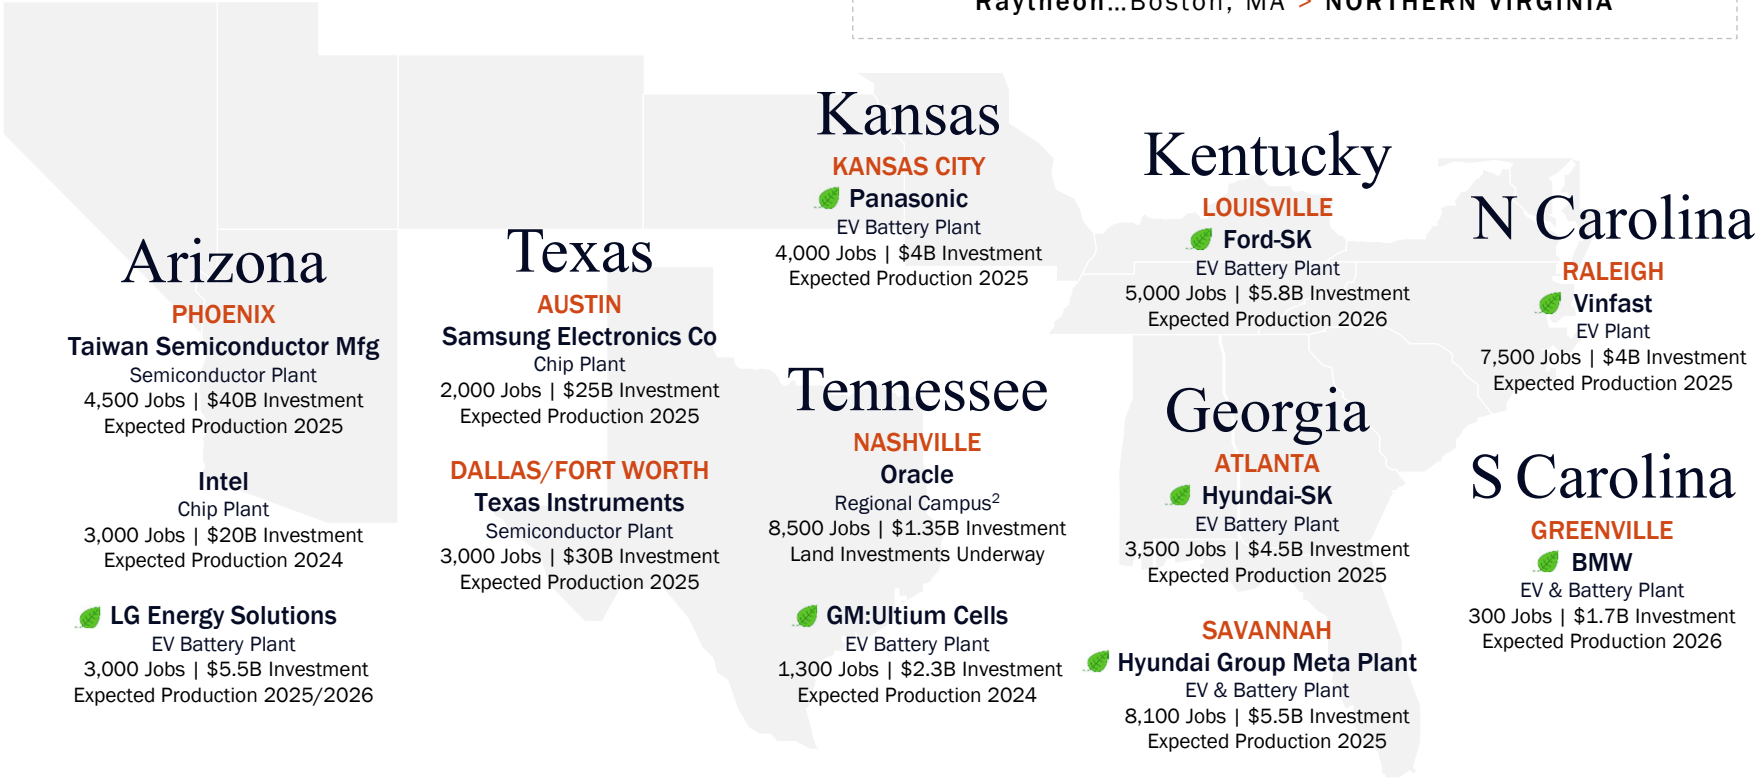 Raytheon...Boston, MA > NORTHERN VIRGINIA
Arizona
PHOENIX
Taiwan Semiconductor Mfg
Semiconductor Plant
4,500 Jobs | $40B Investment
Expected Production 2025
Intel
Chip Plant
3,000 Jobs | $20B Investment
Expected Production 2024
LG Energy Solutions
EV Battery Plant
3,000 Jobs | $5.5B Investment
Expected Production 2025/2026
Texas
AUSTIN
Samsung Electronics Co
Chip Plant
2,000 Jobs | $25B Investment
Expected Production 2025
DALLAS/FORT WORTH
Texas Instruments
Semiconductor Plant
3,000 Jobs | $30B Investment
Expected Production 2025
Kansas
KANSAS CITY
Panasonic
EV Battery Plant
4,000 Jobs | $4B Investment
Expected Production 2025
Tennessee
NASHVILLE
Oracle
Regional Campus²
8,500 Jobs | $1.35B Investment
Land Investments Underway
GM:Ultium Cells
EV Battery Plant
1,300 Jobs | $2.3B Investment
Expected Production 2024
Kentucky
LOUISVILLE
Ford-SK
EV Battery Plant
5,000 Jobs | $5.8B Investment
Expected Production 2026
Georgia
ATLANTA
Hyundai-SK
EV Battery Plant
3,500 Jobs | $4.5B Investment
Expected Production 2025
SAVANNAH
Hyundai Group Meta Plant
EV & Battery Plant
8,100 Jobs | $5.5B Investment
Expected Production 2025
N Carolina
RALEIGH
Vinfast
EV Plant
7,500 Jobs | $4B Investment
Expected Production 2025
S Carolina
GREENVILLE
BMW
EV & Battery Plant
300 Jobs | $1.7B Investment
Expected Production 2026